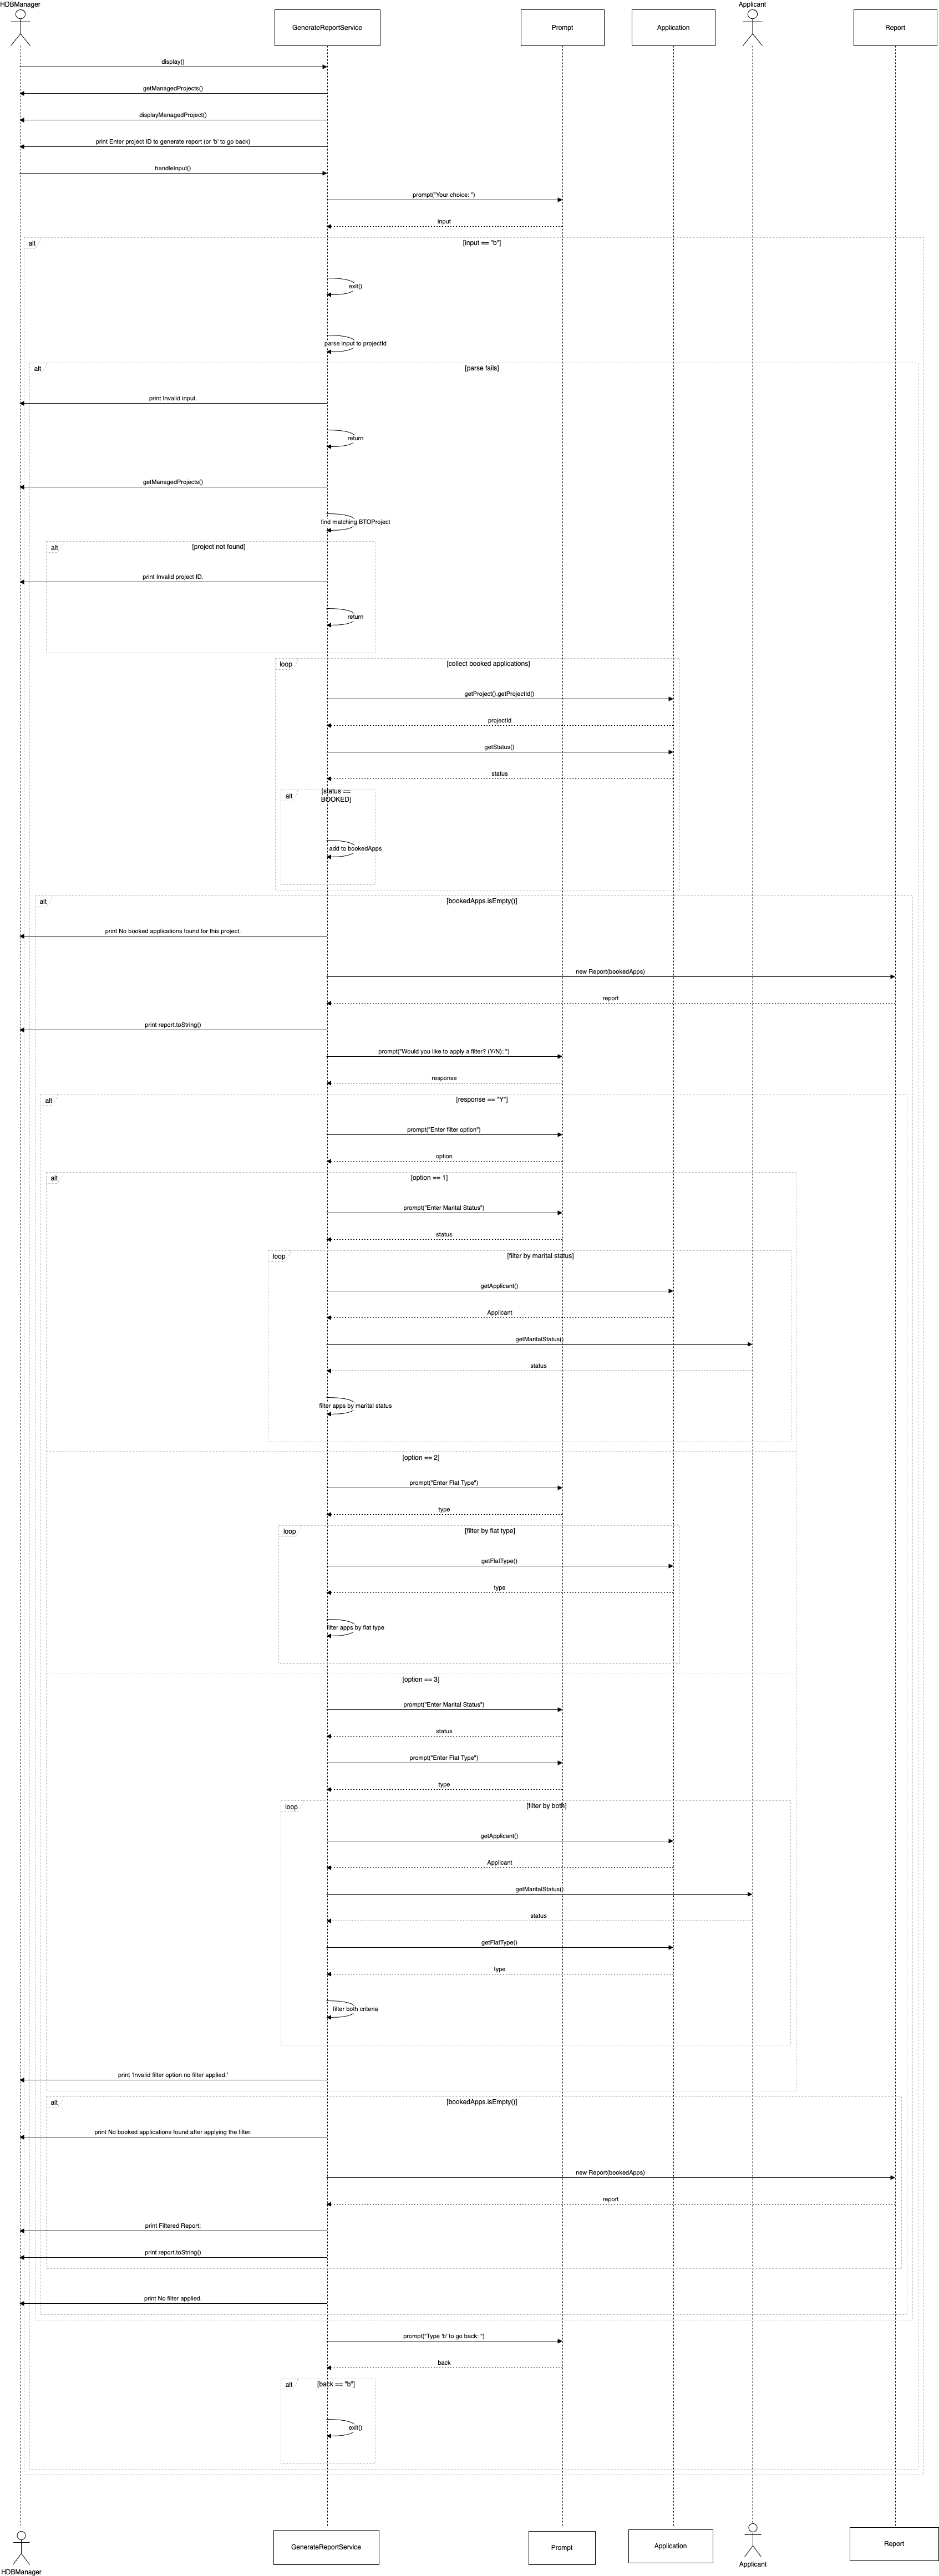 HDBManager
Applicant
GenerateReportService
Prompt
Application
Report
display()
getManagedProjects()
displayManagedProject()
print Enter project ID to generate report (or 'b' to go back)
handleInput()
prompt("Your choice: ")
input
alt
[input == "b"]
exit()
parse input to projectId
alt
[parse fails]
print Invalid input.
return
getManagedProjects()
find matching BTOProject
alt
[project not found]
print Invalid project ID.
return
loop
[collect booked applications]
getProject().getProjectId()
projectId
getStatus()
status
alt
[status ==
BOOKED]
add to bookedApps
alt
[bookedApps.isEmpty()]
print No booked applications found for this project.
new Report(bookedApps)
report
print report.toString()
prompt("Would you like to apply a filter? (Y/N): ")
response
alt
[response == "Y"]
prompt("Enter filter option")
option
alt
[option == 1]
prompt("Enter Marital Status")
status
loop
[filter by marital status]
getApplicant()
Applicant
getMaritalStatus()
status
filter apps by marital status
[option == 2]
prompt("Enter Flat Type")
type
loop
[filter by flat type]
getFlatType()
type
filter apps by flat type
[option == 3]
prompt("Enter Marital Status")
status
prompt("Enter Flat Type")
type
loop
[filter by both]
getApplicant()
Applicant
getMaritalStatus()
status
getFlatType()
type
filter both criteria
print 'Invalid filter option no filter applied.'
alt
[bookedApps.isEmpty()]
print No booked applications found after applying the filter.
new Report(bookedApps)
report
print Filtered Report:
print report.toString()
print No filter applied.
prompt("Type 'b' to go back: ")
back
alt
[back == "b"]
exit()
GenerateReportService
Prompt
Application
Report
Applicant
HDBManager